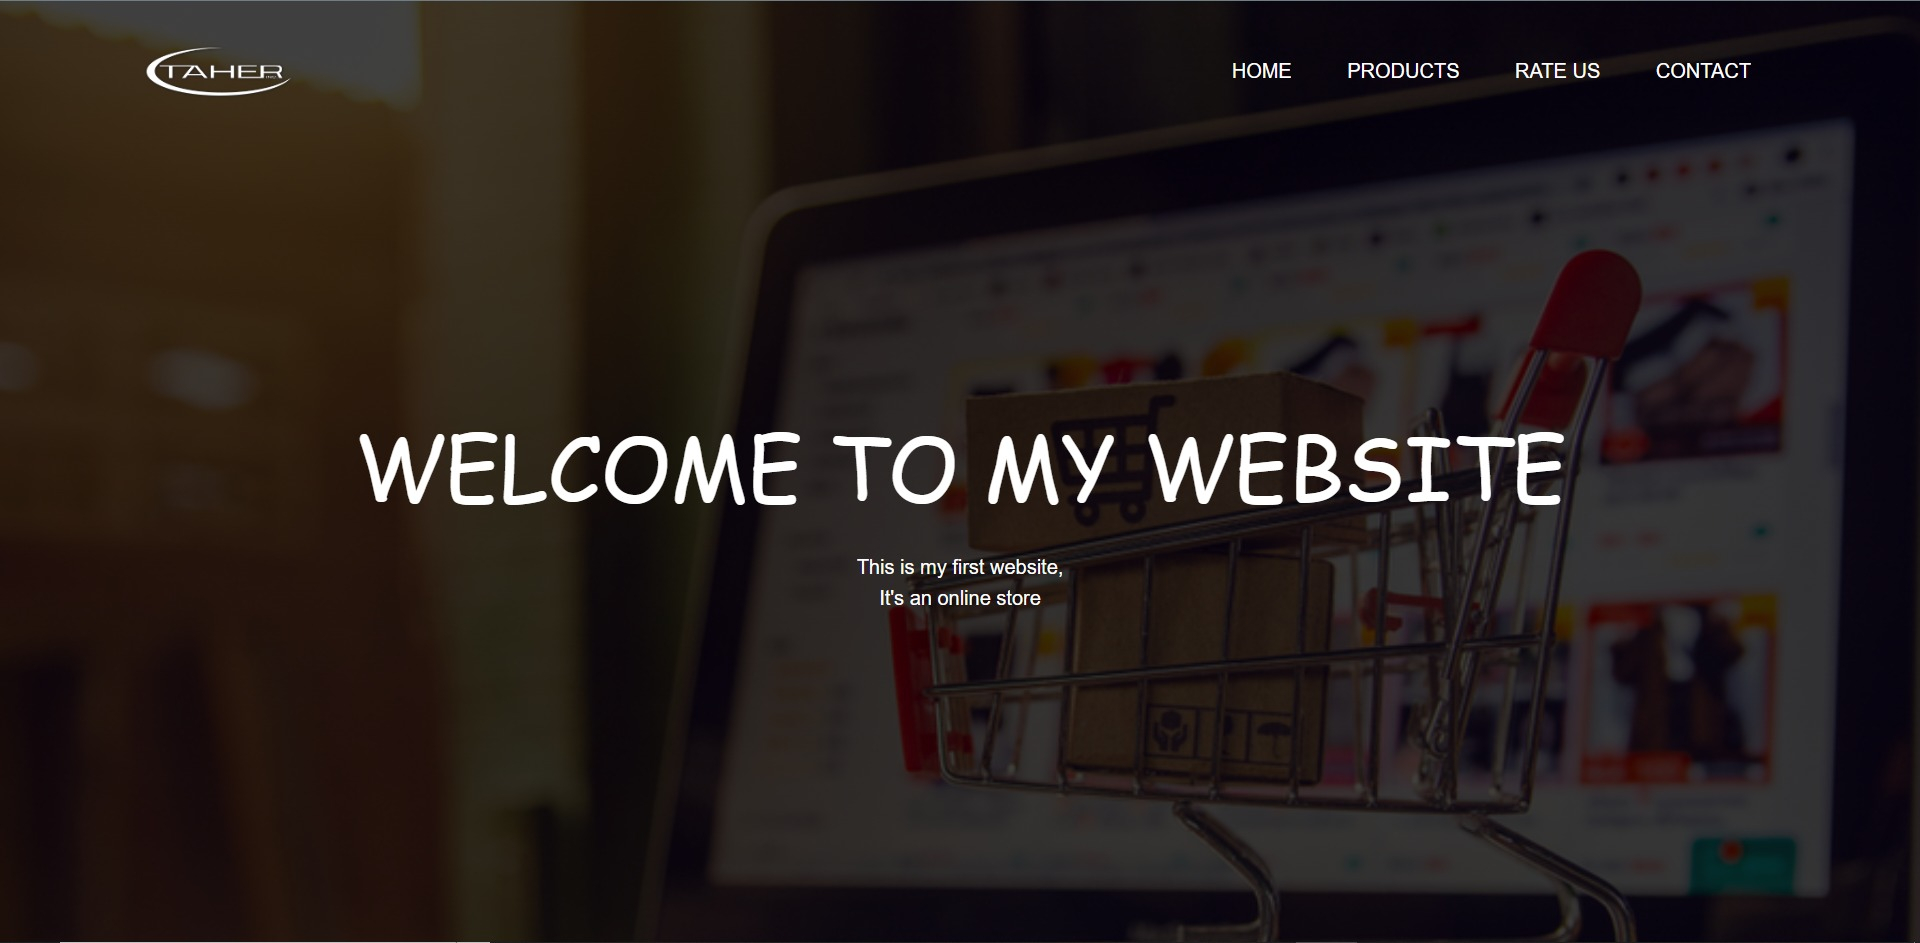 TAHER
HOME PRODUCTS RATE US CONTACT
WELCOME TO MY WEBSITE
This is my first website,
It's an online store